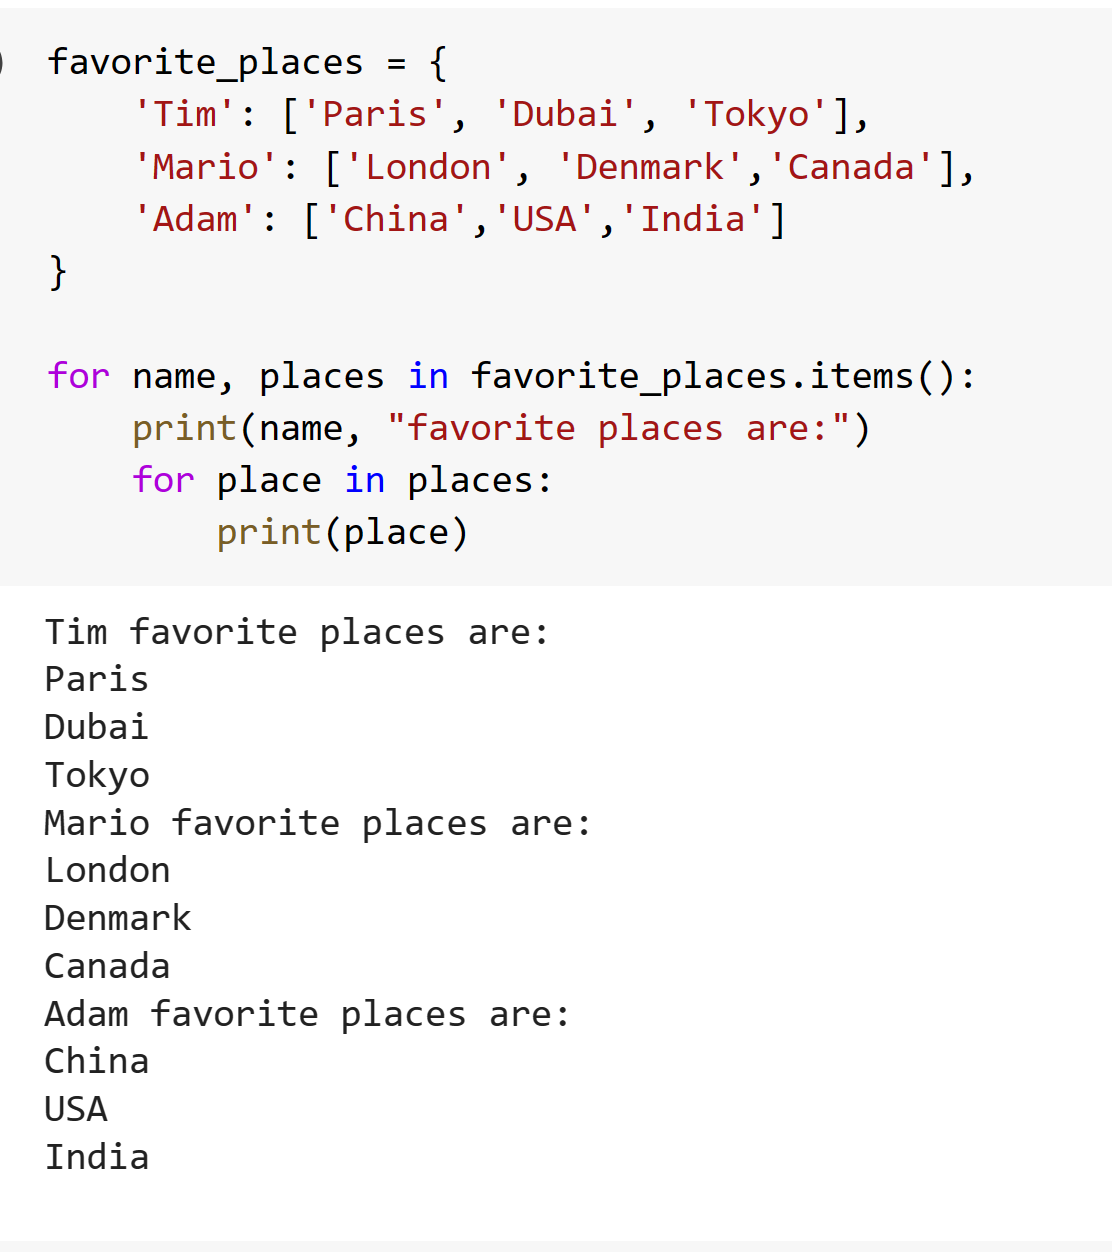 favorite_places = {
    'Tim': ['Paris', 'Dubai', 'Tokyo'],
    'Mario': ['London', 'Denmark','Canada'],
    'Adam': ['China','USA','India']
}
for name, places in favorite_places.items():
    print(name, "favorite places are:")
    for place in places:
        print(place)
Tim favorite places are:
Paris
Dubai
Tokyo
Mario favorite places are:
London
Denmark
Canada
Adam favorite places are:
China
USA
India